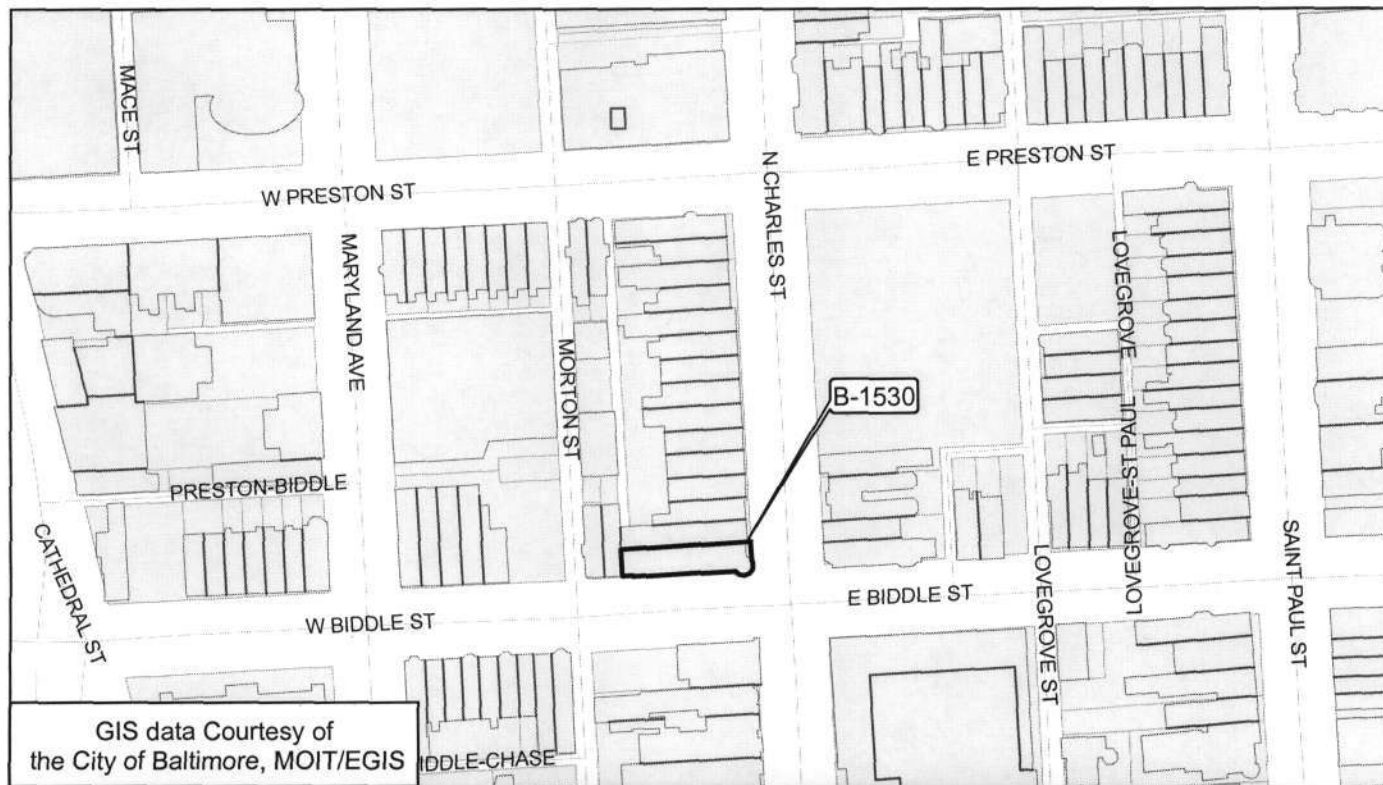 MACE ST
W PRESTON ST
E PRESTON ST
N CHARLES ST
MARYLAND AVE
MORTON ST
LOVEGROVE
LOVEGROVE-ST PAUL
B-1530
PRESTON-BIDDLE
CATHEDRAL ST
W BIDDLE ST
E BIDDLE ST
LOVEGROVE ST
SAINT PAUL ST
GIS data Courtesy of
the City of Baltimore, MOIT/EGIS
IDDLE-CHASE